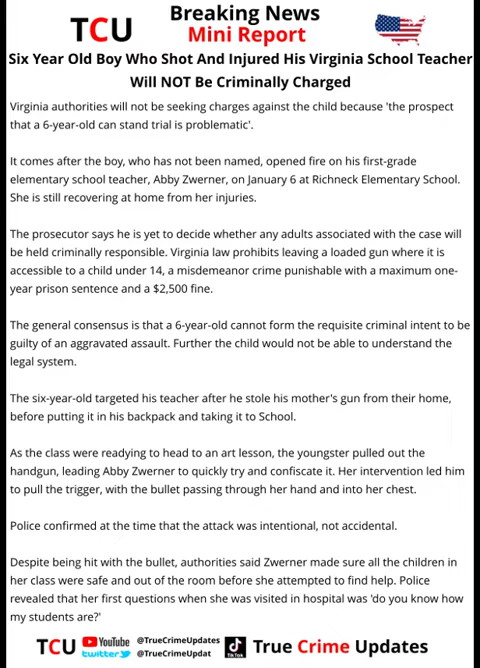 TCU
Breaking News
Mini Report
Six Year Old Boy Who Shot And Injured His Virginia School Teacher
Will NOT Be Criminally Charged
Virginia authorities will not be seeking charges against the child because 'the prospect
that a 6-year-old can stand trial is problematic'.
It comes after the boy, who has not been named, opened fire on his first-grade
elementary school teacher, Abby Zwerner, on January 6 at Richneck Elementary School.
She is still recovering at home from her injuries.
The prosecutor says he is yet to decide whether any adults associated with the case will
be held criminally responsible. Virginia law prohibits leaving a loaded gun where it is
accessible to a child under 14, a misdemeanor crime punishable with a maximum one-
year prison sentence and a $2,500 fine.
The general consensus is that a 6-year-old cannot form the requisite criminal intent to be
guilty of an aggravated assault. Further the child would not be able to understand the
legal system.
The six-year-old targeted his teacher after he stole his mother's gun from their home,
before putting it in his backpack and taking it to School.
As the class were readying to head to an art lesson, the youngster pulled out the
handgun, leading Abby Zwerner to quickly try and confiscate it. Her intervention led him
to pull the trigger, with the bullet passing through her hand and into her chest.
Police confirmed at the time that the attack was intentional, not accidental.
Despite being hit with the bullet, authorities said Zwerner made sure all the children in
her class were safe and out of the room before she attempted to find help. Police
revealed that her first questions when she was visited in hospital was 'do you know how
my students are?'
TCU YouTube @TrueCrimeUpdates TikTok True Crime Updates
twitter @TrueCrimeUpdat